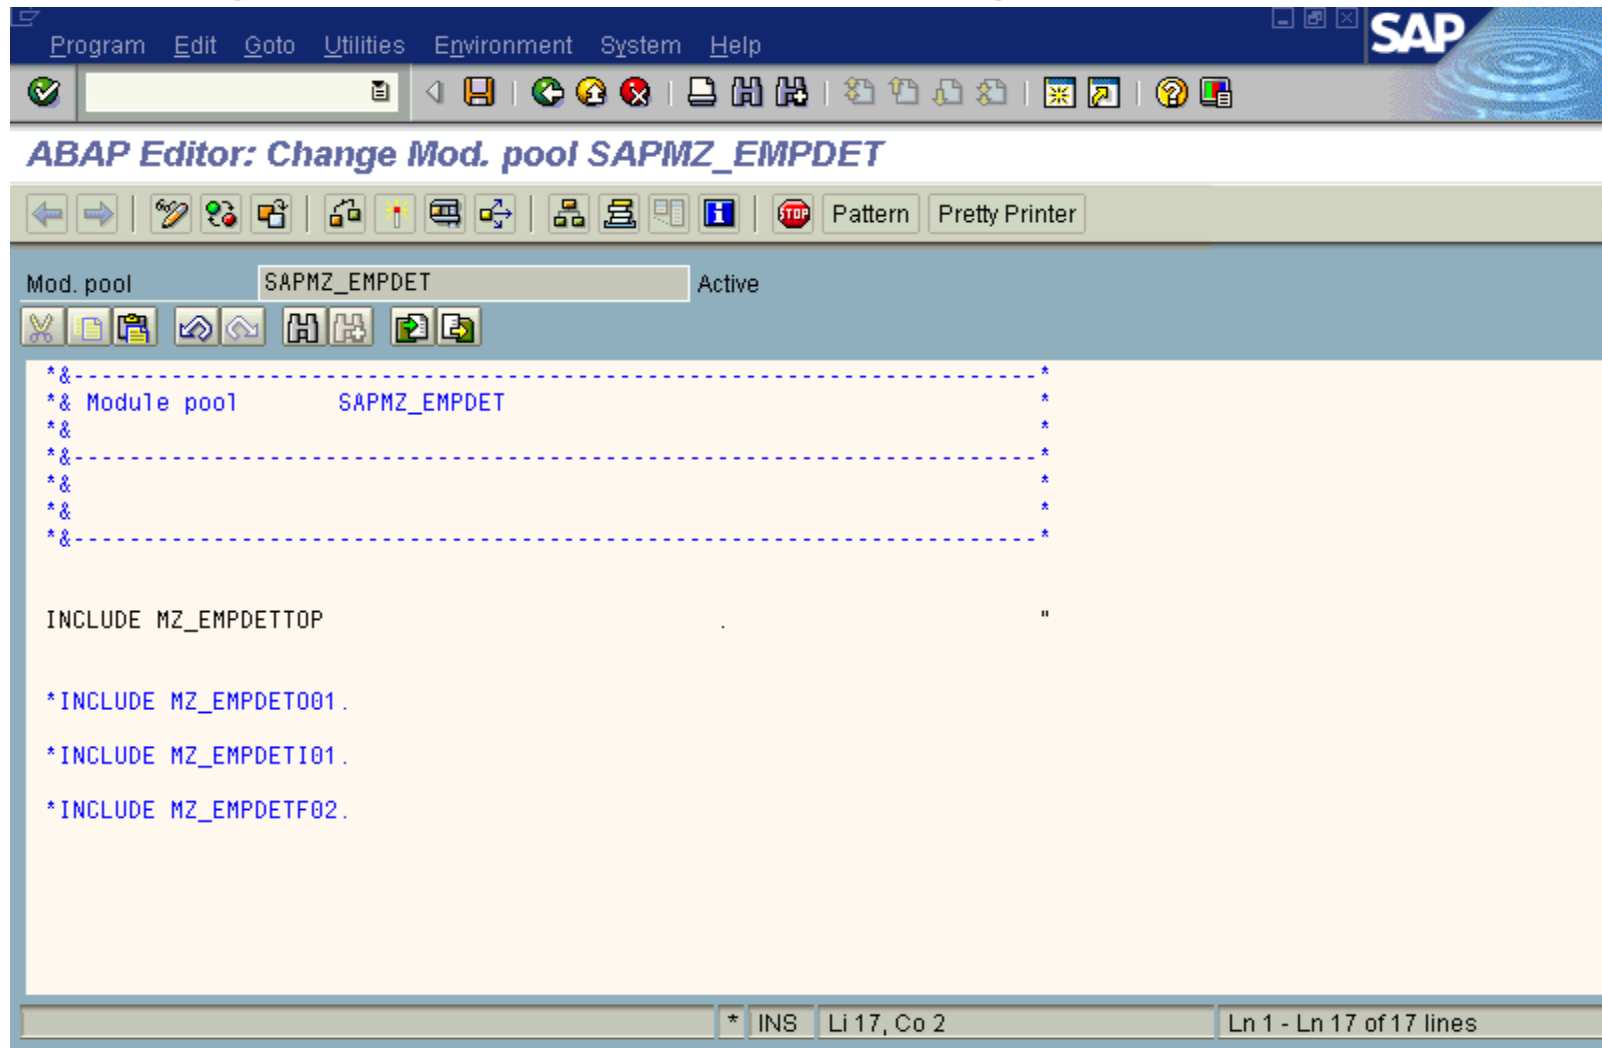 Program Edit Goto Utilities Environment System Help
SAP
ABAP Editor: Change Mod. pool SAPMZ_EMPDET
STOP Pattern Pretty Printer
Mod. pool SAPMZ_EMPDET Active
*&---------------------------------------------------------------------*
*& Module pool       SAPMZ_EMPDET                                      *
*&                                                                     *
*&---------------------------------------------------------------------*
*&                                                                     *
*&                                                                     *
*&---------------------------------------------------------------------*
INCLUDE MZ_EMPDETTOP                             .                      "
*INCLUDE MZ_EMPDETO01.
*INCLUDE MZ_EMPDETI01.
*INCLUDE MZ_EMPDETF02.
* INS Li 17, Co 2 Ln 1 - Ln 17 of 17 lines